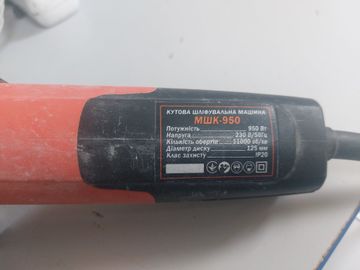 КУТОВА ШЛІФУВАЛЬНА МАШИНА
МШК-950
Потужність 950 Вт
Напруга 230 В/50Гц
Кількість обертів 11000 об/хв
Діаметр диску 125 мм
Клас захисту IP20